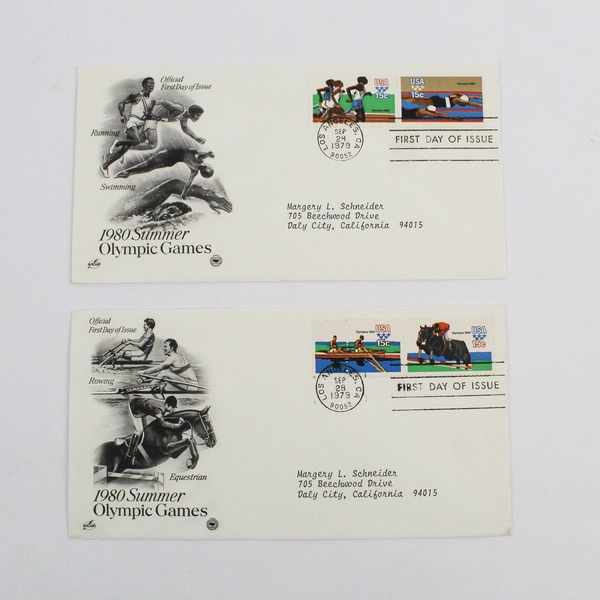 Official
First Day of Issue
Running
Swimming
1980 Summer
Olympic Games
USA
15c
Olympics 1980
USA
15c
LOS ANGELES, CA
SEP
28
1979
90052
FIRST DAY OF ISSUE
Margery L. Schneider
705 Beechwood Drive
Daly City, California 94015
Official
First Day of Issue
Rowing
Equestrian
1980 Summer
Olympic Games
Olympics 1980
USA
15c
Olympics 1980
USA
15c
LOS ANGELES, CA
SEP
28
1979
90052
FIRST DAY OF ISSUE
Margery L. Schneider
705 Beechwood Drive
Daly City, California 94015